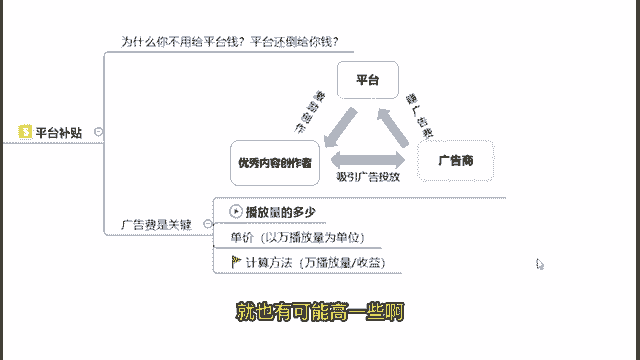 为什么你不用给平台钱？平台还倒给你钱？
平台
赚广告费
3 平台补贴
优秀内容创作者
广告商
吸引广告投放
广告费是关键
播放量的多少
单价（以万播放量为单位）
计算方法（万播放量/收益）
就也有可能高一些啊